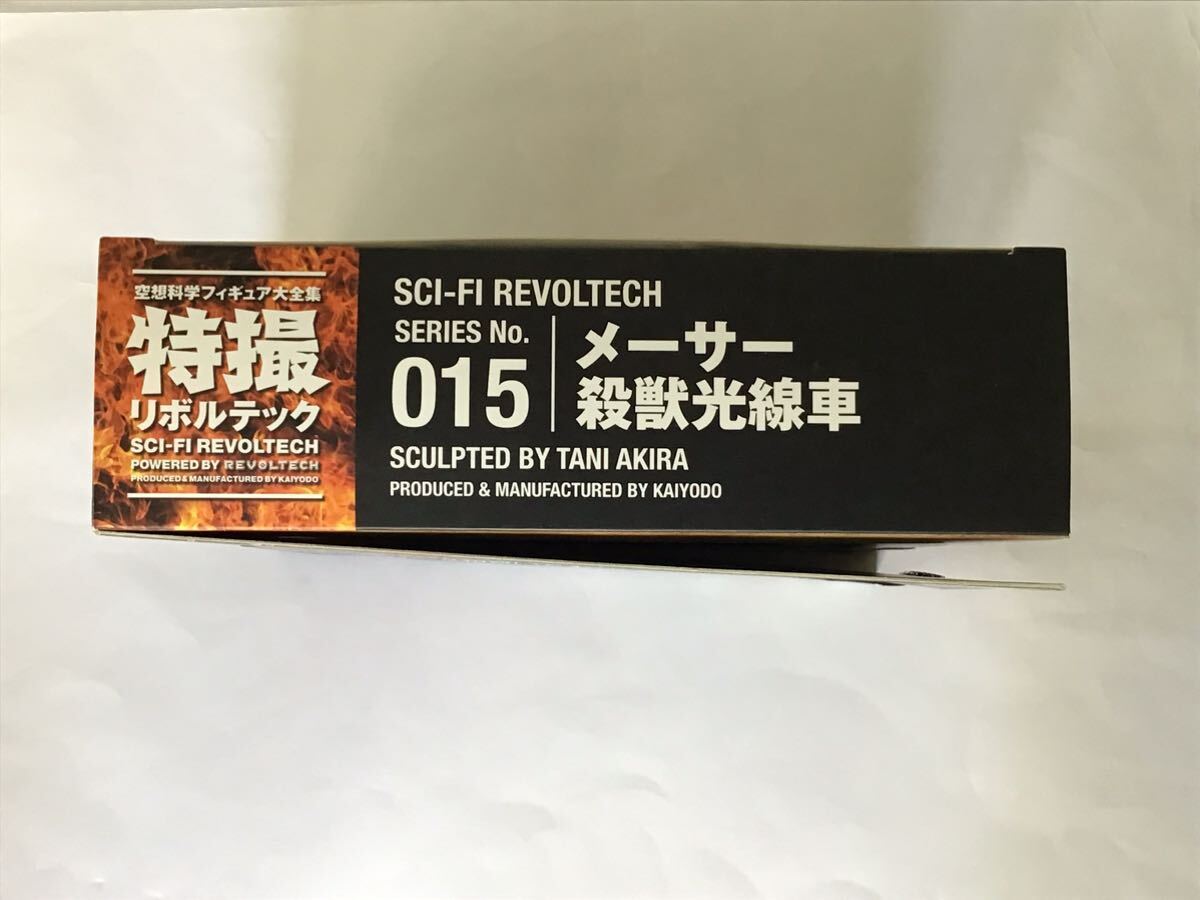 空想科学フィギュア大全集
特撮
リボルテック
SCI-FI REVOLTECH
POWERED BY REVOLTECH
PRODUCED & MANUFACTURED BY KAIYODO
SCI-FI REVOLTECH
SERIES No.
015
メーサー
殺獣光線車
SCULPTED BY TANI AKIRA
PRODUCED & MANUFACTURED BY KAIYODO